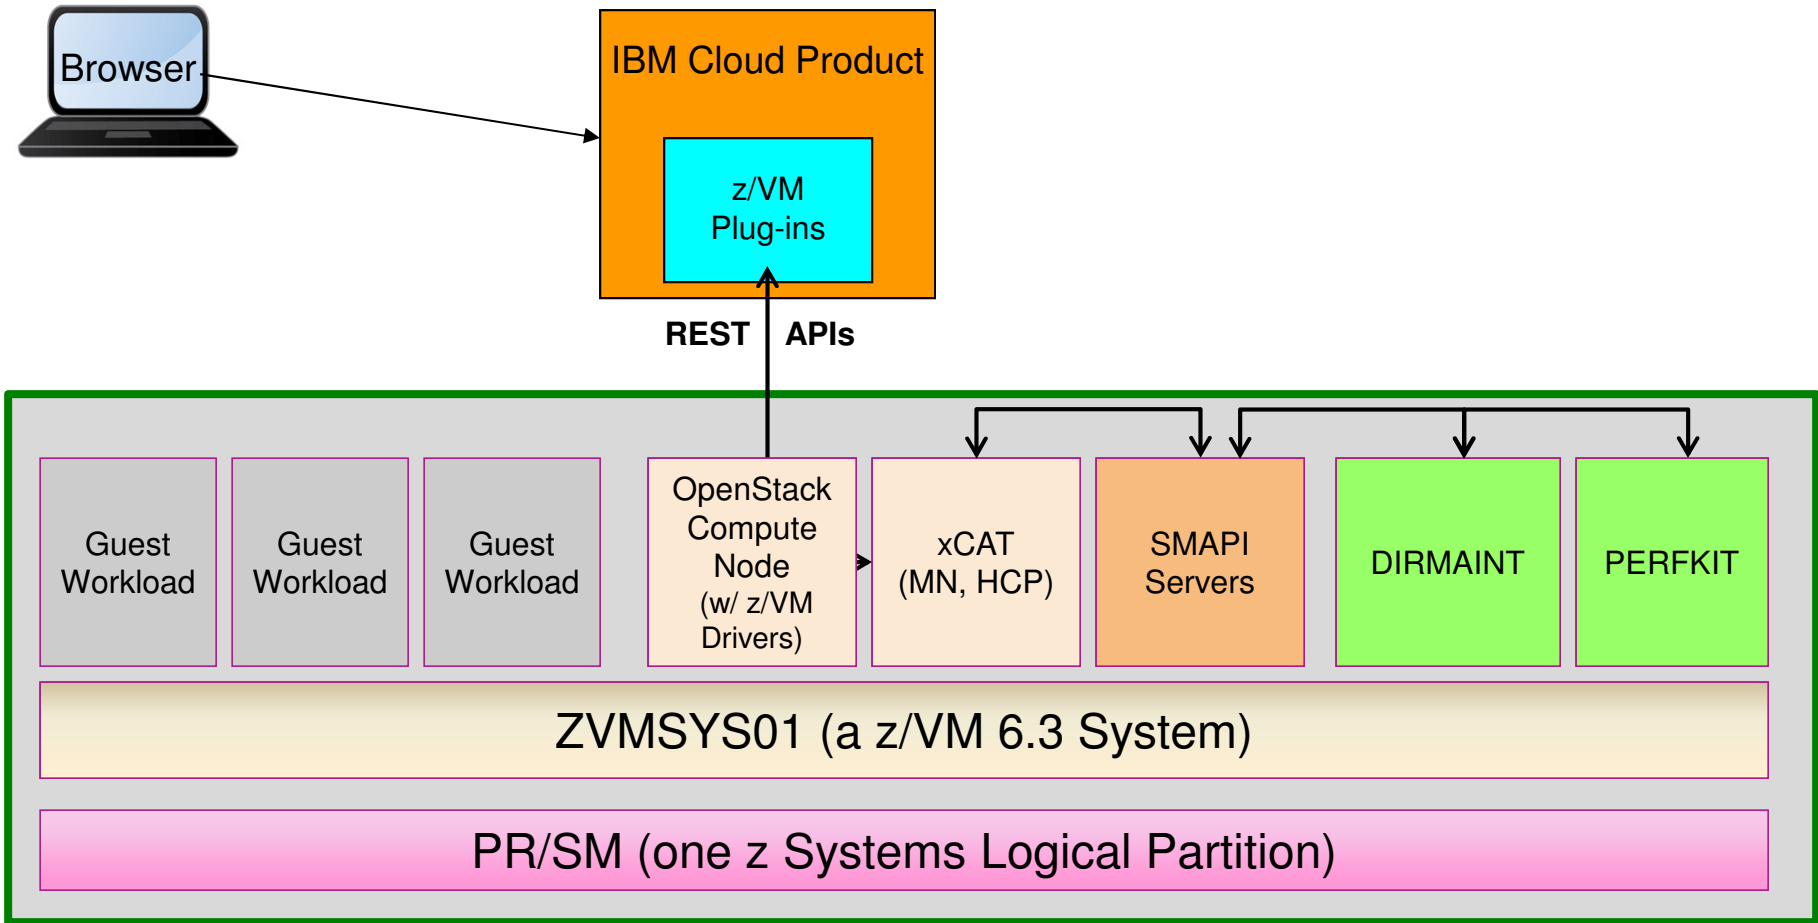 Browser
IBM Cloud Product
z/VM
Plug-ins
REST APIs
Guest
Workload
Guest
Workload
Guest
Workload
OpenStack
Compute
Node
(w/ z/VM
Drivers)
xCAT
(MN, HCP)
SMAPI
Servers
DIRMAINT
PERFKIT
ZVMSYS01 (a z/VM 6.3 System)
PR/SM (one z Systems Logical Partition)